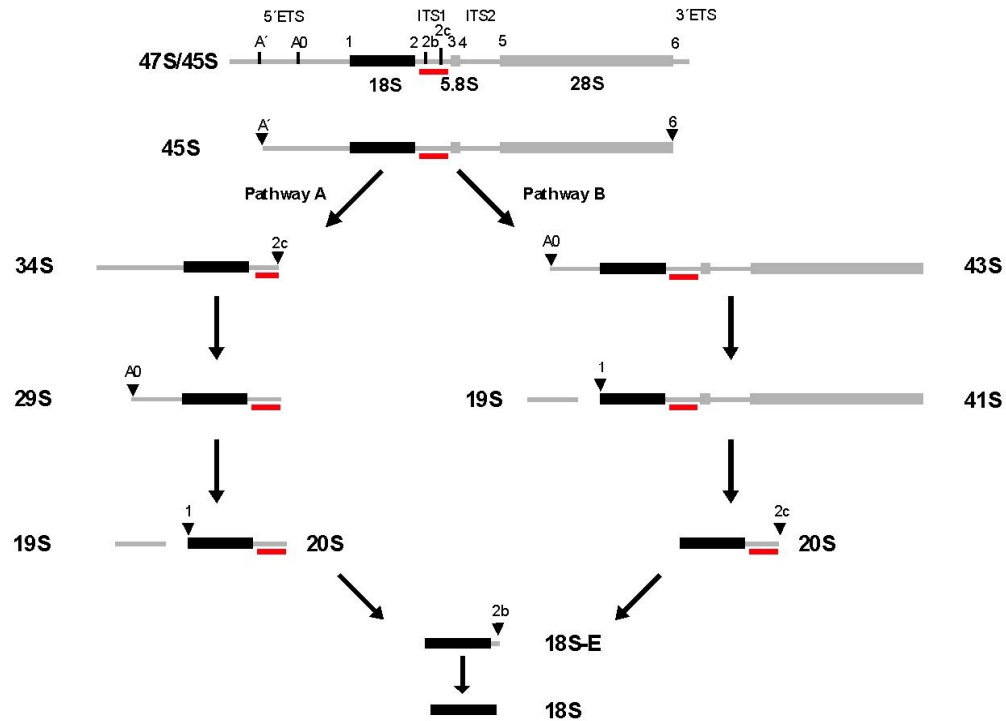 5´ETS ITS1 ITS2 3´ETS
A´ A0 1 2 2b 2c 3 4 5 6
47S/45S
18S 5.8S 28S
A´ 6
45S
Pathway A Pathway B
2c A0
34S 43S
A0 1
29S 19S 41S
1 2c
19S 20S 20S
2b
18S-E
18S